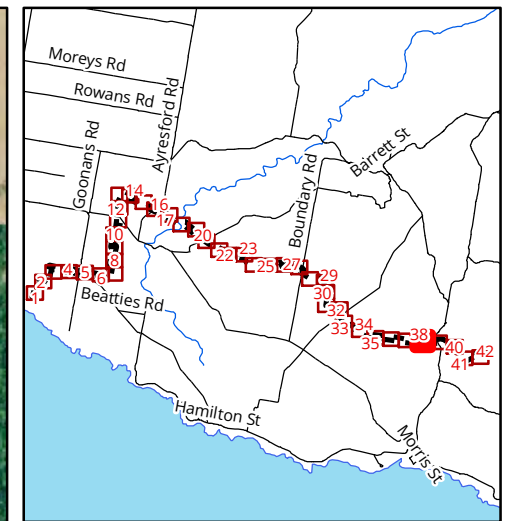 Moreys Rd
Rowans Rd
Ayresford Rd
Goonans Rd
Barrett St
Boundary Rd
Beatties Rd
Hamilton St
Morris St
1
2
4
5
6
8
10
12
14
16
17
20
22
23
25
27
29
30
32
33
34
35
38
40
41
42